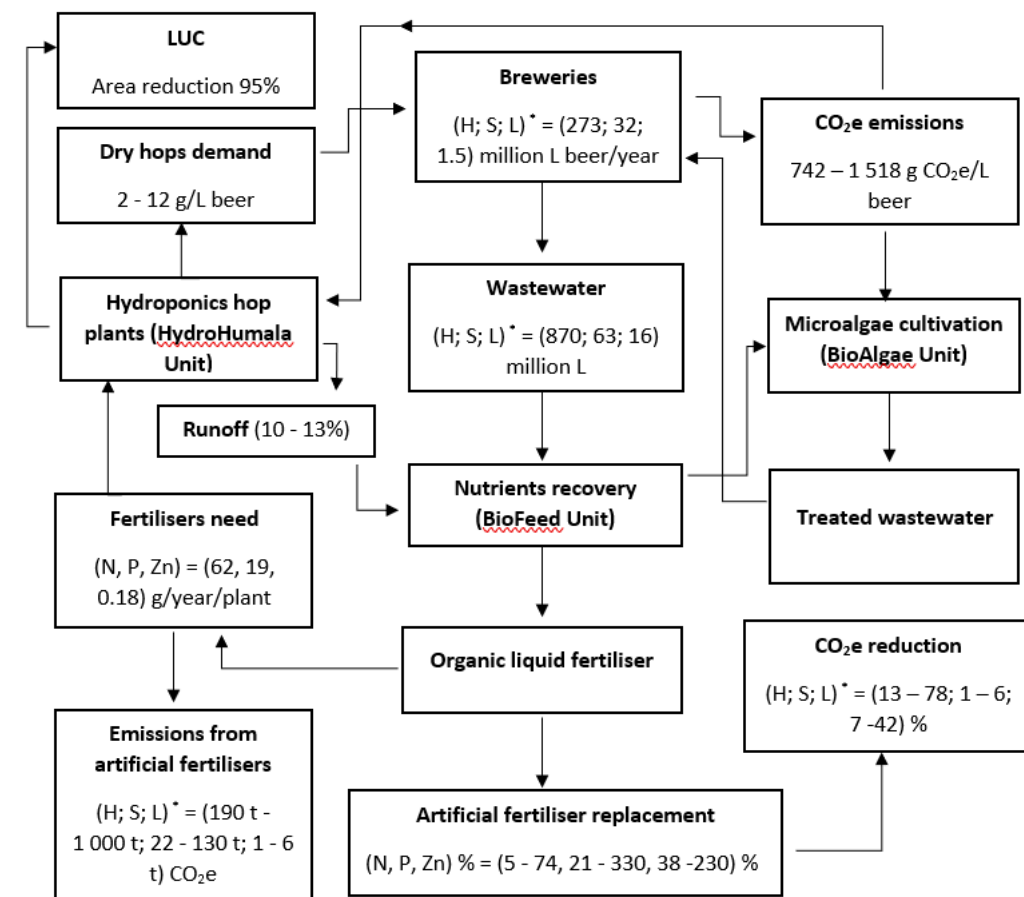 LUC
Area reduction 95%
Breweries
(H; S; L)* = (273; 32;
1.5) million L beer/year
CO₂e emissions
742 – 1 518 g CO₂e/L
beer
Dry hops demand
2 - 12 g/L beer
Hydroponics hop
plants (HydroHumala
Unit)
Wastewater
(H; S; L)* = (870; 63; 16)
million L
Microalgae cultivation
(BioAlgae Unit)
Runoff (10 - 13%)
Nutrients recovery
(BioFeed Unit)
Treated wastewater
Fertilisers need
(N, P, Zn) = (62, 19,
0.18) g/year/plant
Organic liquid fertiliser
CO₂e reduction
(H; S; L)* = (13 – 78; 1 – 6;
7 -42) %
Emissions from
artificial fertilisers
(H; S; L)* = (190 t -
1 000 t; 22 - 130 t; 1 - 6
t) CO₂e
Artificial fertiliser replacement
(N, P, Zn) % = (5 - 74, 21 - 330, 38 -230) %